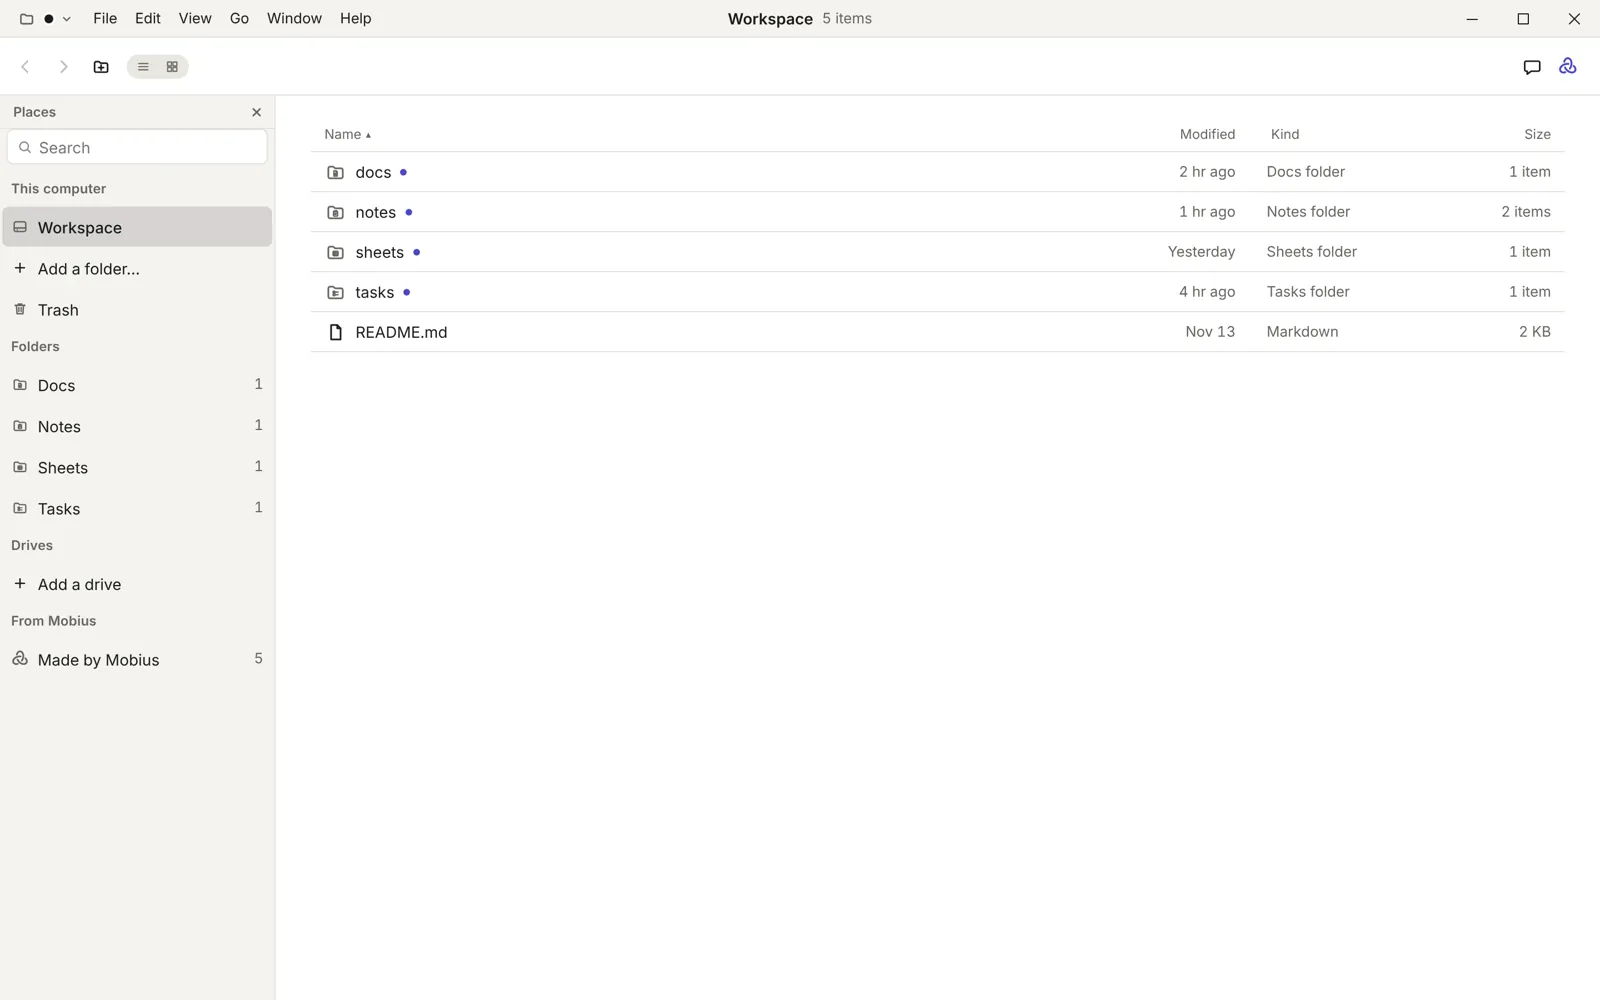 File Edit View Go Window Help
Workspace 5 items
Places
Search
This computer
Workspace
Add a folder...
Trash
Folders
Docs 1
Notes 1
Sheets 1
Tasks 1
Drives
Add a drive
From Mobius
Made by Mobius 5
Name Modified Kind Size
docs 2 hr ago Docs folder 1 item
notes 1 hr ago Notes folder 2 items
sheets Yesterday Sheets folder 1 item
tasks 4 hr ago Tasks folder 1 item
README.md Nov 13 Markdown 2 KB